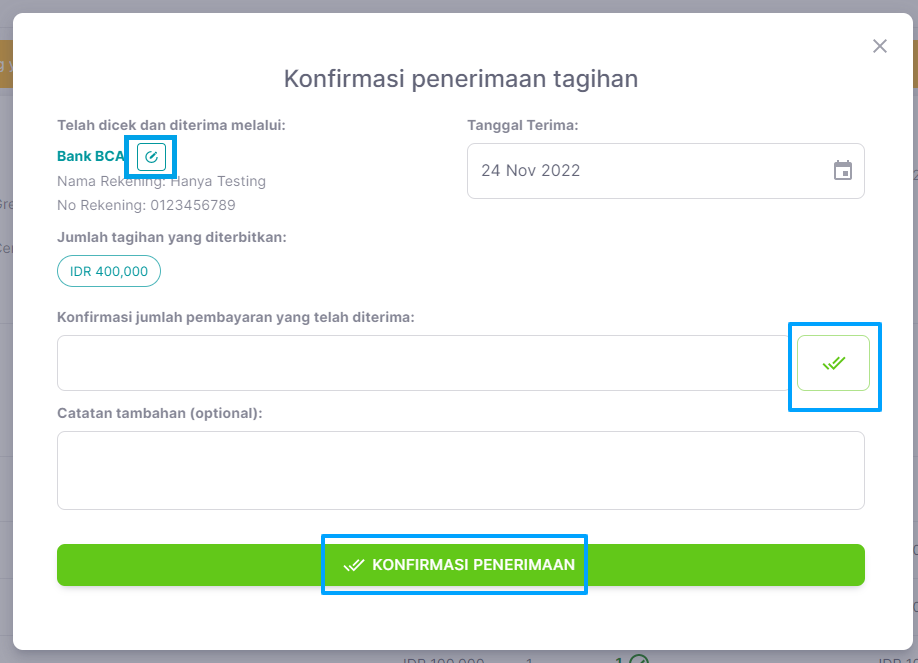 Konfirmasi penerimaan tagihan
Telah dicek dan diterima melalui:
Bank BCA
Nama Rekening: Hanya Testing
No Rekening: 0123456789
Tanggal Terima:
24 Nov 2022
Jumlah tagihan yang diterbitkan:
IDR 400,000
Konfirmasi jumlah pembayaran yang telah diterima:
Catatan tambahan (optional):
KONFIRMASI PENERIMAAN